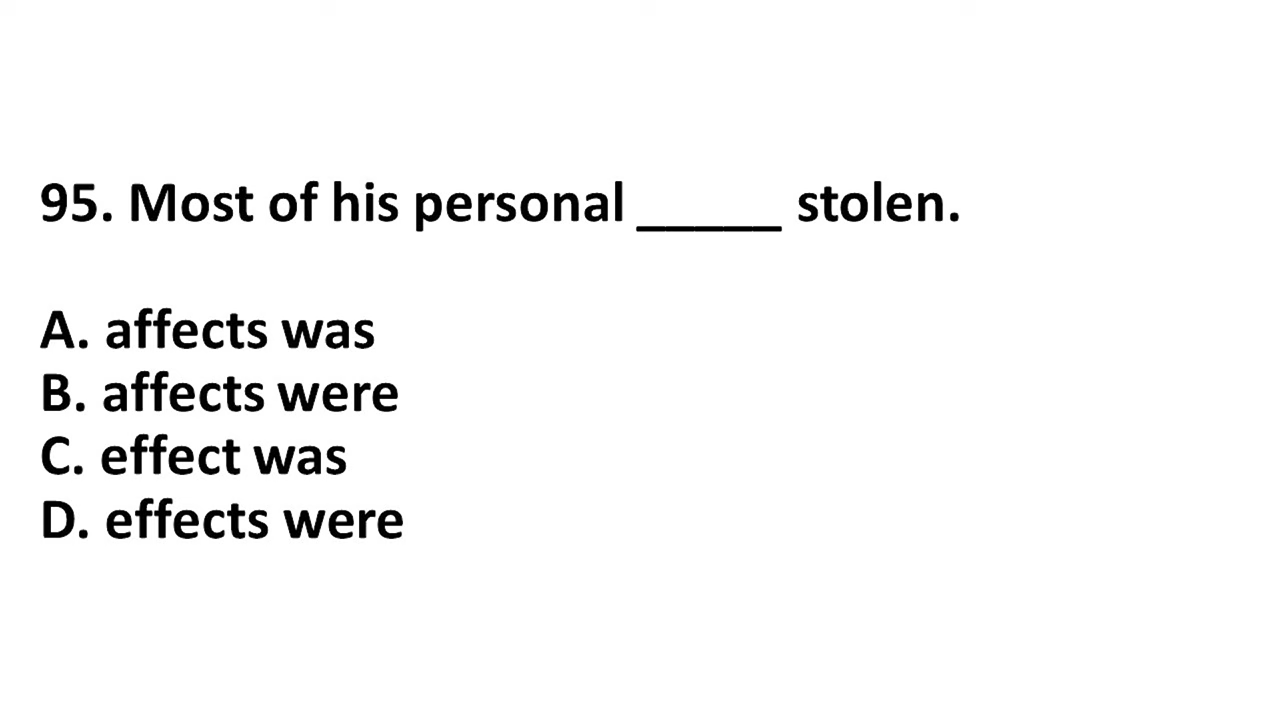 95. Most of his personal _____ stolen.
A. affects was
B. affects were
C. effect was
D. effects were